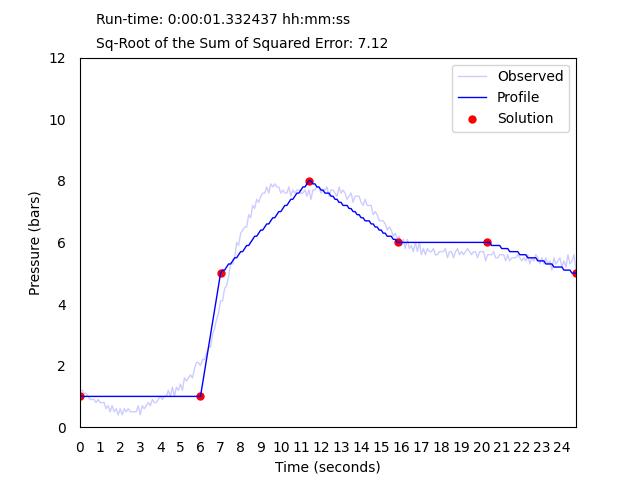 Run-time: 0:00:01.332437 hh:mm:ss
Sq-Root of the Sum of Squared Error: 7.12
12
10
8
6
4
2
0
Pressure (bars)
Observed
Profile
Solution
0 1 2 3 4 5 6 7 8 9 10 11 12 13 14 15 16 17 18 19 20 21 22 23 24
Time (seconds)